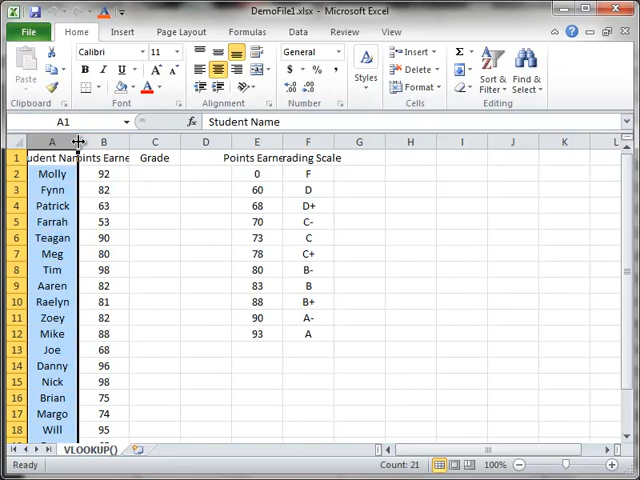 DemoFile1.xlsx - Microsoft Excel
File Home Insert Page Layout Formulas Data Review View
Paste Calibri 11 General Styles Insert Delete Format Sort & Filter Find & Select
B I U $ % ,
Clipboard Font Alignment Number Cells Editing
A1 fx Student Name
A B C D E F G H I J K L
1 udent Nam oints Earne Grade Points Earne rading Scale
2 Molly 92 0 F
3 Fynn 82 60 D
4 Patrick 63 68 D+
5 Farrah 53 70 C-
6 Teagan 90 73 C
7 Meg 80 78 C+
8 Tim 98 80 B-
9 Aaren 82 83 B
10 Raelyn 81 88 B+
11 Zoey 82 90 A-
12 Mike 88 93 A
13 Joe 68
14 Danny 96
15 Nick 98
16 Brian 75
17 Margo 74
18 Will 95
VLOOKUP()
Ready Count: 21 100%